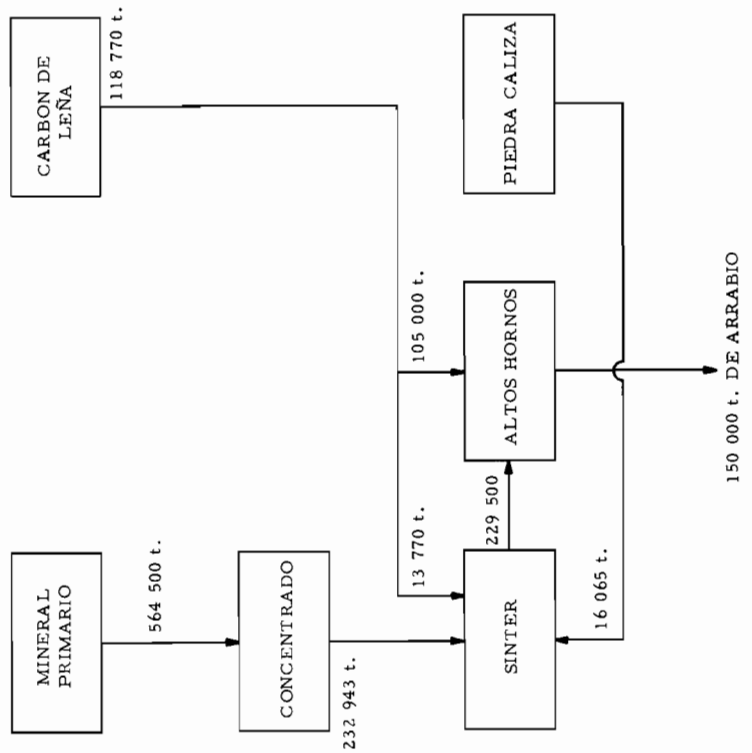 MINERAL
PRIMARIO
564 500 t.
CONCENTRADO
232 943 t.
CARBON DE
LEÑA
118 770 t.
13 770 t.
105 000 t.
SINTER
229 500
ALTOS HORNOS
PIEDRA CALIZA
16 065 t.
150 000 t. DE ARRABIO